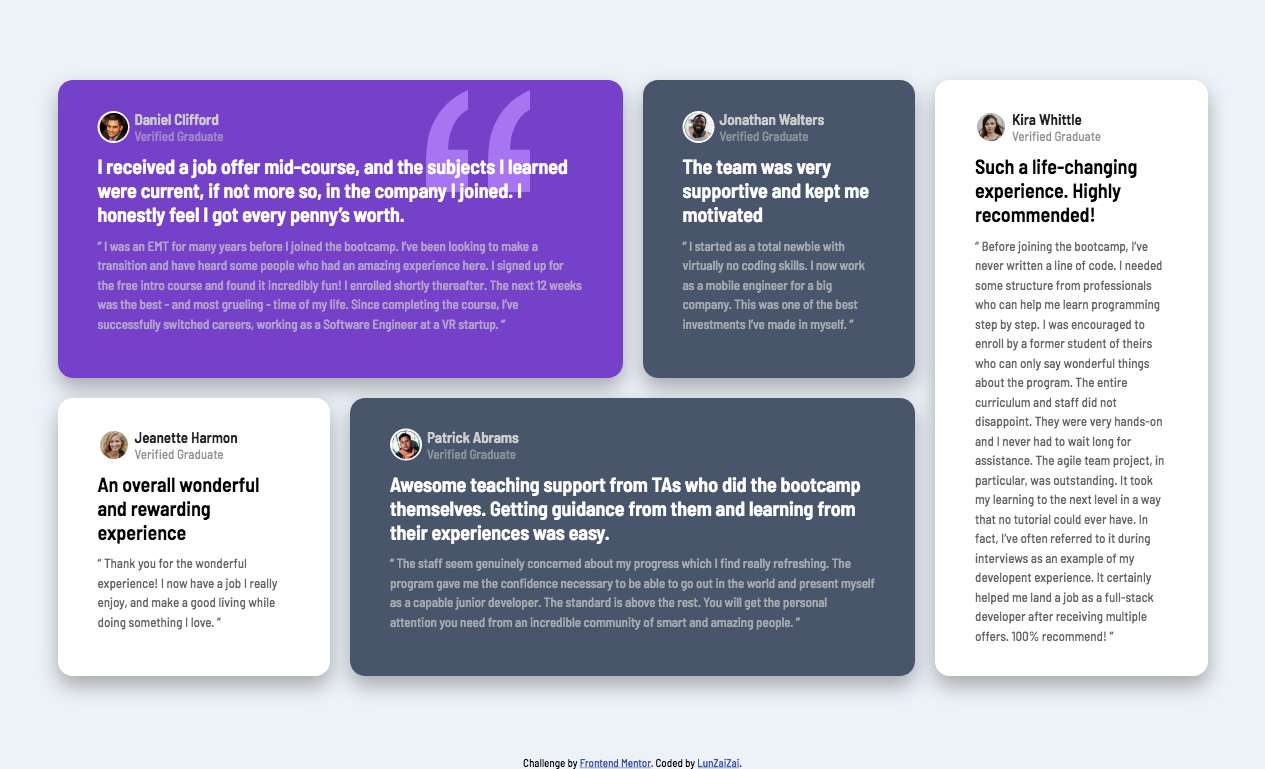 Daniel Clifford
Verified Graduate
I received a job offer mid-course, and the subjects I learned
were current, if not more so, in the company I joined. I
honestly feel I got every penny’s worth.
“ I was an EMT for many years before I joined the bootcamp. I’ve been looking to make a
transition and have heard some people who had an amazing experience here. I signed up for
the free intro course and found it incredibly fun! I enrolled shortly thereafter. The next 12 weeks
was the best - and most grueling - time of my life. Since completing the course, I’ve
successfully switched careers, working as a Software Engineer at a VR startup. ”
Jonathan Walters
Verified Graduate
The team was very
supportive and kept me
motivated
“ I started as a total newbie with
virtually no coding skills. I now work
as a mobile engineer for a big
company. This was one of the best
investments I’ve made in myself. ”
Kira Whittle
Verified Graduate
Such a life-changing
experience. Highly
recommended!
“ Before joining the bootcamp, I’ve
never written a line of code. I needed
some structure from professionals
who can help me learn programming
step by step. I was encouraged to
enroll by a former student of theirs
who can only say wonderful things
about the program. The entire
curriculum and staff did not
disappoint. They were very hands-on
and I never had to wait long for
assistance. The agile team project, in
particular, was outstanding. It took
my learning to the next level in a way
that no tutorial could ever have. In
fact, I’ve often referred to it during
interviews as an example of my
developent experience. It certainly
helped me land a job as a full-stack
developer after receiving multiple
offers. 100% recommend! ”
Jeanette Harmon
Verified Graduate
An overall wonderful
and rewarding
experience
“ Thank you for the wonderful
experience! I now have a job I really
enjoy, and make a good living while
doing something I love. ”
Patrick Abrams
Verified Graduate
Awesome teaching support from TAs who did the bootcamp
themselves. Getting guidance from them and learning from
their experiences was easy.
“ The staff seem genuinely concerned about my progress which I find really refreshing. The
program gave me the confidence necessary to be able to go out in the world and present myself
as a capable junior developer. The standard is above the rest. You will get the personal
attention you need from an incredible community of smart and amazing people. ”
Challenge by Frontend Mentor. Coded by LunZaiZai.